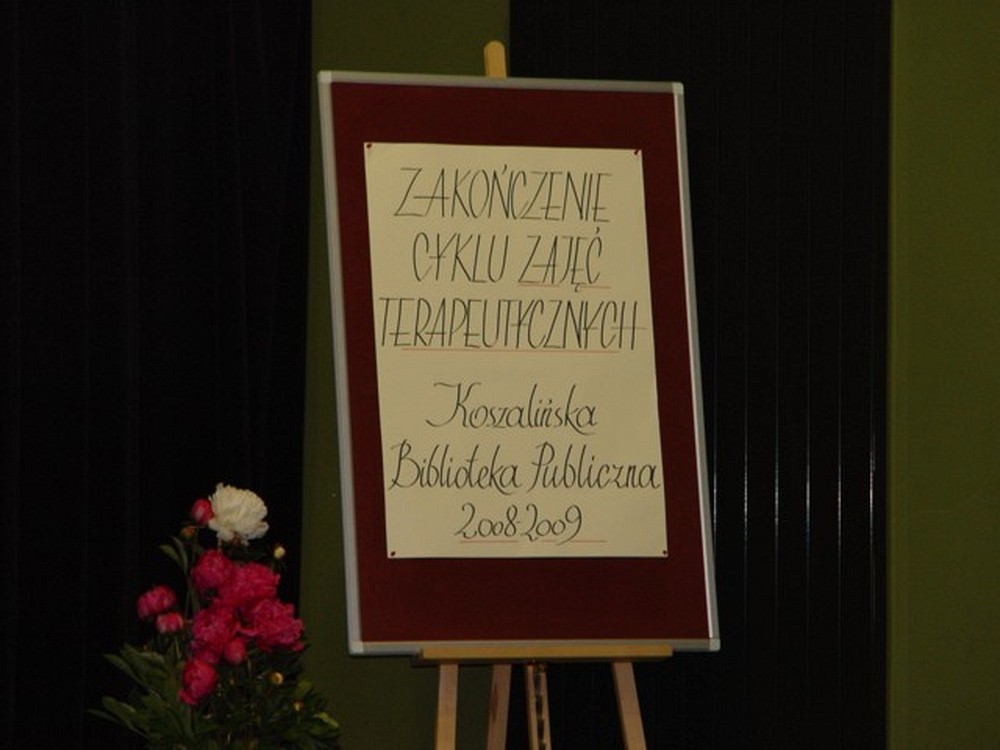 ZAKOŃCZENIE
CYKLU ZAJĘĆ
TERAPEUTYCZNYCH
Koszalińska
Biblioteka Publiczna
2008-2009